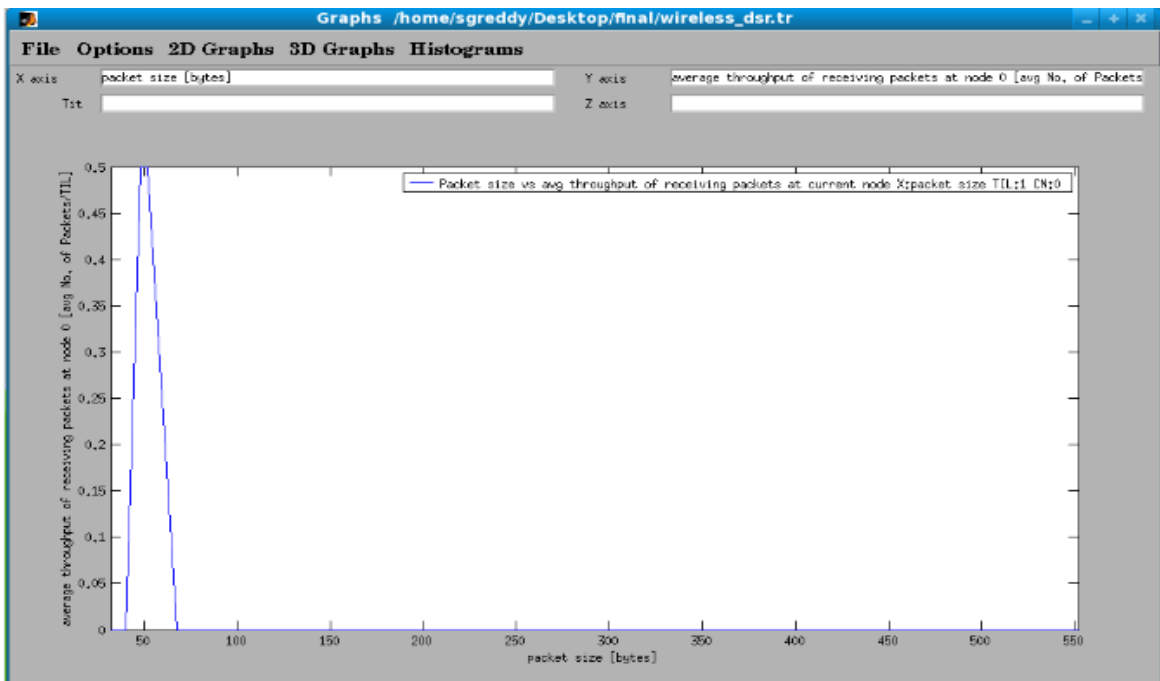 Graphs /home/sgreddy/Desktop/final/wireless_dsr.tr
File Options 2D Graphs 3D Graphs Histograms
X axis packet size [bytes] Y axis average throughput of receiving packets at node 0 [avg No. of Packets
Tit Z axis
average throughput of receiving packets at node 0 [avg No. of Packets/TIL]
Packet size vs avg throughput of receiving packets at current node X:packet size TIL:1 CN:0
0.5
0.45
0.4
0.35
0.3
0.25
0.2
0.15
0.1
0.05
0
50 100 150 200 250 300 350 400 450 500 550
packet size [bytes]